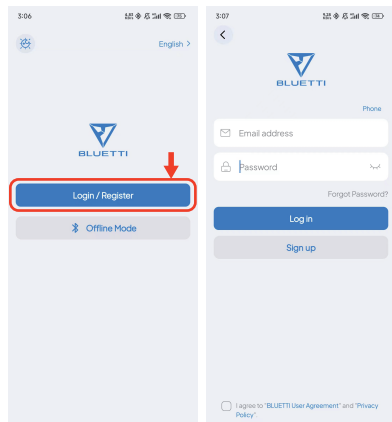 3:06
English >
BLUETTI
Login / Register
Offline Mode
3:07
BLUETTI
Phone
Email address
Password
Forgot Password?
Log in
Sign up
I agree to "BLUETTI User Agreement" and "Privacy
Policy".